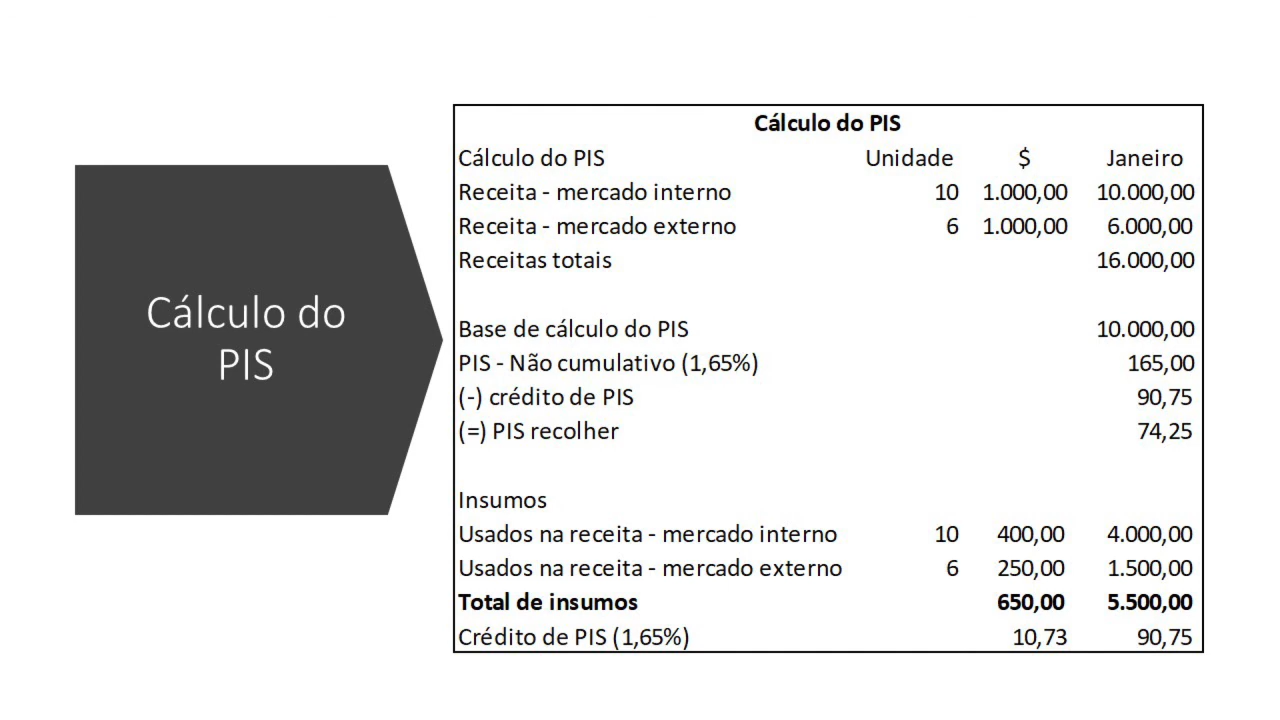 Cálculo do
PIS
Cálculo do PIS
Cálculo do PIS Unidade $ Janeiro
Receita - mercado interno 10 1.000,00 10.000,00
Receita - mercado externo 6 1.000,00 6.000,00
Receitas totais 16.000,00
Base de cálculo do PIS 10.000,00
PIS - Não cumulativo (1,65%) 165,00
(-) crédito de PIS 90,75
(=) PIS recolher 74,25
Insumos
Usados na receita - mercado interno 10 400,00 4.000,00
Usados na receita - mercado externo 6 250,00 1.500,00
Total de insumos 650,00 5.500,00
Crédito de PIS (1,65%) 10,73 90,75